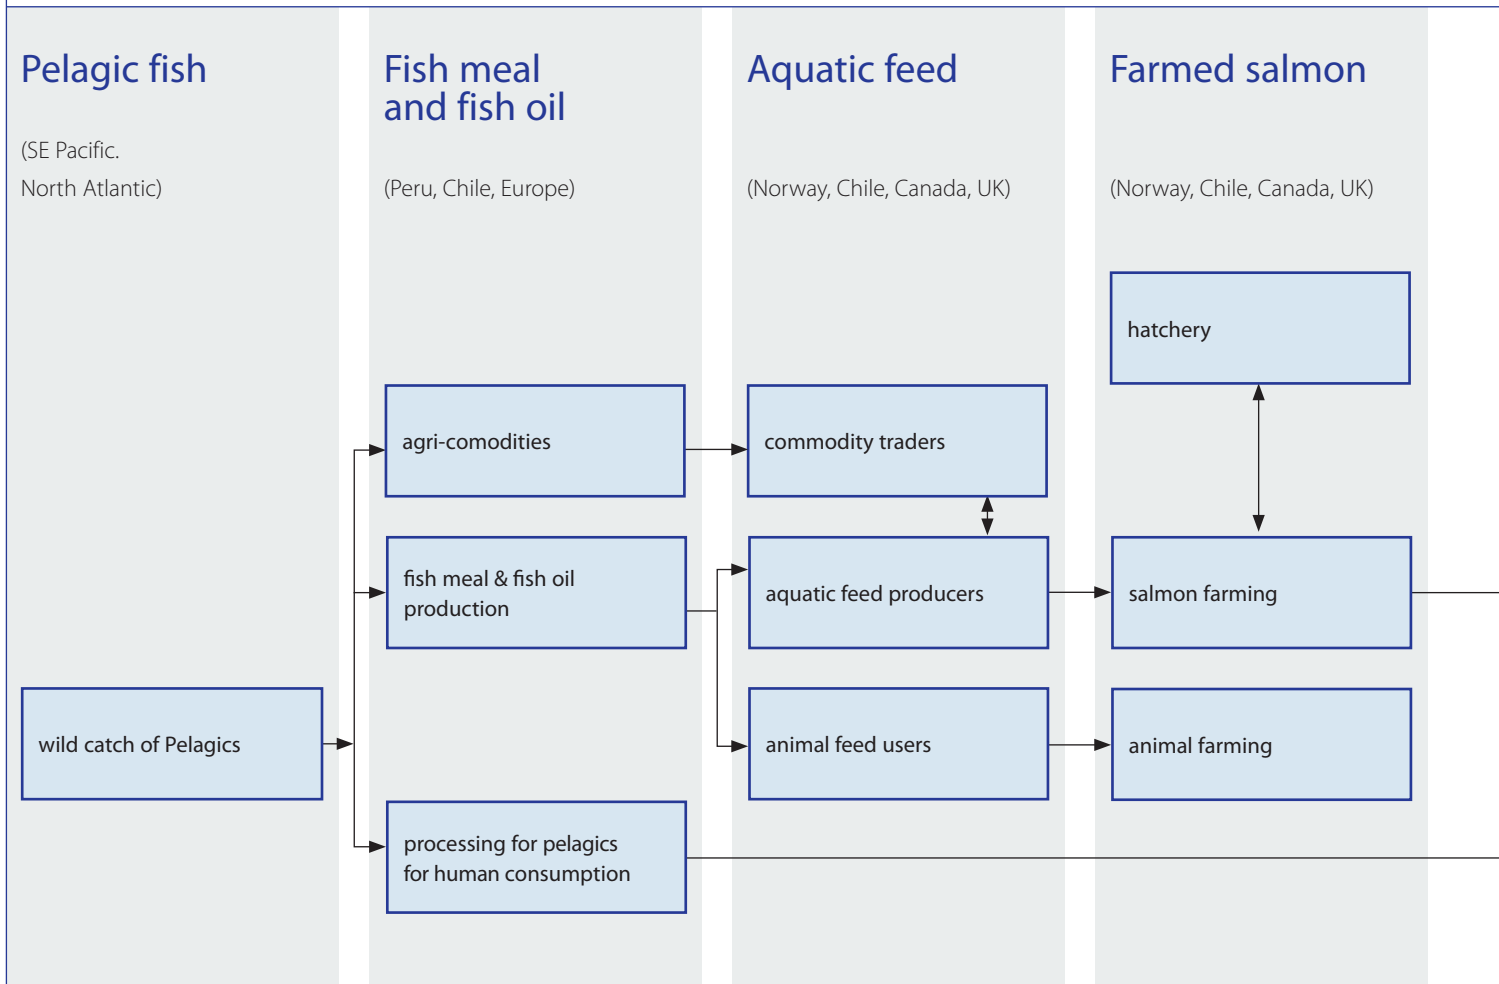 Pelagic fish
(SE Pacific.
North Atlantic)
Fish meal
and fish oil
(Peru, Chile, Europe)
Aquatic feed
(Norway, Chile, Canada, UK)
Farmed salmon
(Norway, Chile, Canada, UK)
hatchery
agri-comodities
commodity traders
fish meal & fish oil
production
aquatic feed producers
salmon farming
wild catch of Pelagics
animal feed users
animal farming
processing for pelagics
for human consumption